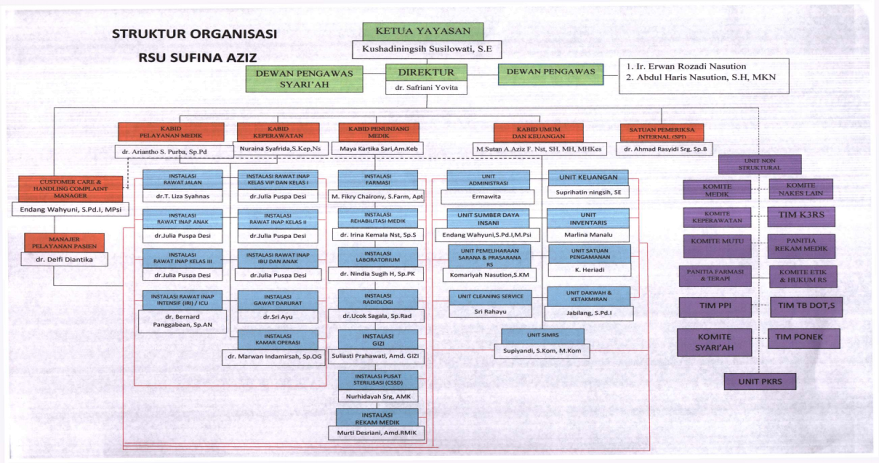 STRUKTUR ORGANISASI
RSU SUFINA AZIZ
KETUA YAYASAN
Kushadiningsih Susilowati, S.E
DEWAN PENGAWAS
SYARI'AH
DIREKTUR
dr. Safriani Yovita
DEWAN PENGAWAS
1. Ir. Erwan Rozadi Nasution
2. Abdul Haris Nasution, S.H, MKN
KABID
PELAYANAN MEDIK
dr. Ariantho S. Purba, Sp.Pd
KABID
KEPERAWATAN
Nuraina Syafrida,S.Kep,Ns
KABID PENUNJANG
MEDIK
Maya Kartika Sari,Am.Keb
KABID UMUM
DAN KEUANGAN
M.Sutan A.Aziz F. Nst, SH, MH, MHKes
SATUAN PEMERIKSA
INTERNAL (SPI)
dr. Ahmad Rasyidi Srg, Sp.B
CUSTOMER CARE &
HANDLING COMPLAINT
MANAGER
Endang Wahyuni, S.Pd.I, MPsi
MANAJER
PELAYANAN PASIEN
dr. Delfi Diantika
INSTALASI
RAWAT JALAN
dr.T. Liza Syahnas
INSTALASI
RAWAT INAP ANAK
dr.Julia Puspa Desi
INSTALASI
RAWAT INAP KELAS III
dr.Julia Puspa Desi
INSTALASI RAWAT INAP
INTENSIF (IRI) / ICU
dr. Bernard
Panggabean, Sp.AN
INSTALASI RAWAT INAP
KELAS VIP DAN KELAS I
dr.Julia Puspa Desi
INSTALASI
RAWAT INAP KELAS II
dr.Julia Puspa Desi
INSTALASI RAWAT INAP
IBU DAN ANAK
dr.Julia Puspa Desi
INSTALASI
GAWAT DARURAT
dr.Sri Ayu
INSTALASI
KAMAR OPERASI
dr. Marwan Indamirsah, Sp.OG
INSTALASI
FARMASI
M. Fikry Chairony, S.Farm, Apt
INSTALASI
REHABILITASI MEDIK
dr. Irina Kemala Nst, Sp.S
INSTALASI
LABORATORIUM
dr. Nindia Sugih H, Sp.PK
INSTALASI
RADIOLOGI
dr.Ucok Sagala, Sp.Rad
INSTALASI
GIZI
Suliasti Prahawati, Amd. GIZI
INSTALASI PUSAT
STERILISASI (CSSD)
Nurhidayah Srg, AMK
INSTALASI
REKAM MEDIK
Murti Desriani, Amd.RMIK
UNIT
ADMINISTRASI
Ermawita
UNIT SUMBER DAYA
INSANI
Endang Wahyuni,S.Pd.I,M.Psi
UNIT PEMELIHARAAN
SARANA & PRASARANA
RS
Komariyah Nasution,S.KM
UNIT CLEANING SERVICE
Sri Rahayu
UNIT KEUANGAN
Suprihatin ningsih, SE
UNIT
INVENTARIS
Marlina Manalu
UNIT SATUAN
PENGAMANAN
K. Heriadi
UNIT DAKWAH &
KETAKMIRAN
Jabilang, S.Pd.I
UNIT SIMRS
Supiyandi, S.Kom, M.Kom
UNIT NON
STRUKTURAL
KOMITE
MEDIK
KOMITE
NAKES LAIN
KOMITE
KEPERAWATAN
TIM K3RS
KOMITE MUTU
PANITIA
REKAM MEDIK
PANITIA FARMASI
& TERAPI
KOMITE ETIK
& HUKUM RS
TIM PPI
TIM TB DOT,S
KOMITE
SYARI'AH
TIM PONEK
UNIT PKRS